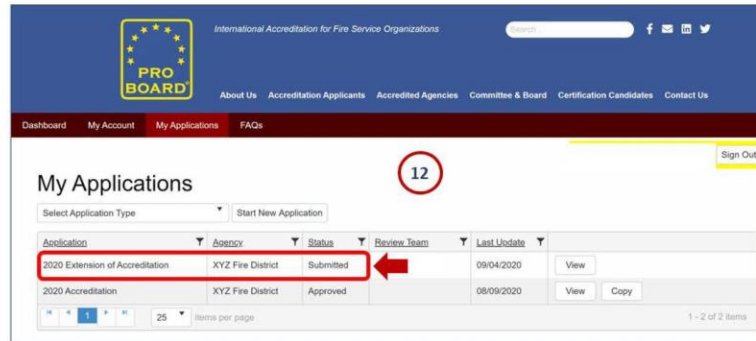 International Accreditation for Fire Service Organizations
Search...
PRO
BOARD®
About Us Accreditation Applicants Accredited Agencies Committee & Board Certification Candidates Contact Us
Dashboard My Account My Applications FAQs
Sign Out
12
My Applications
Select Application Type Start New Application
Application Agency Status Review Team Last Update
2020 Extension of Accreditation XYZ Fire District Submitted 09/04/2020 View
2020 Accreditation XYZ Fire District Approved 08/09/2020 View Copy
1 25 items per page 1 - 2 of 2 items